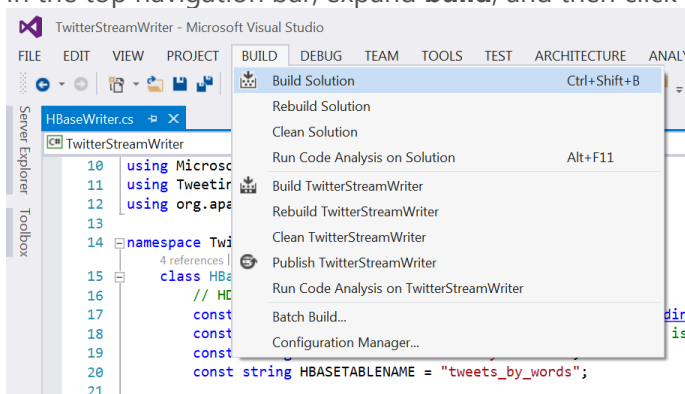 In the top navigation bar, expand build, and then click
TwitterStreamWriter - Microsoft Visual Studio
FILE EDIT VIEW PROJECT BUILD DEBUG TEAM TOOLS TEST ARCHITECTURE
Build Solution Ctrl+Shift+B
Rebuild Solution
Clean Solution
Run Code Analysis on Solution Alt+F11
Build TwitterStreamWriter
Rebuild TwitterStreamWriter
Clean TwitterStreamWriter
Publish TwitterStreamWriter
Run Code Analysis on TwitterStreamWriter
Batch Build...
Configuration Manager...
Server Explorer
Toolbox
HBaseWriter.cs
C# TwitterStreamWriter
10 using Microsc
11 using Tweetir
12 using org.apa
13
14 namespace Twi
4 references
15 class HBa
16 // HD
17 const
18 const is
19 const
20 const string HBASETABLENAME = "tweets_by_words";
21